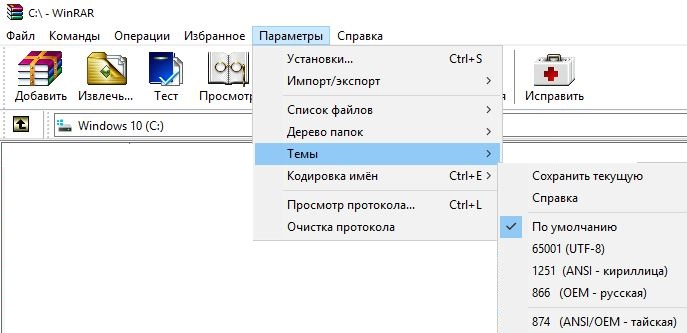 C:\ - WinRAR
Файл Команды Операции Избранное Параметры Справка
Добавить Извлечь... Тест Исправить
Windows 10 (C:)
Установки... Ctrl+S
Импорт/экспорт
Список файлов
Дерево папок
Темы
Кодировка имён Ctrl+E
Просмотр протокола... Ctrl+L
Очистка протокола
Сохранить текущую
Справка
По умолчанию
65001 (UTF-8)
1251 (ANSI - кириллица)
866 (OEM - русская)
874 (ANSI/OEM - тайская)